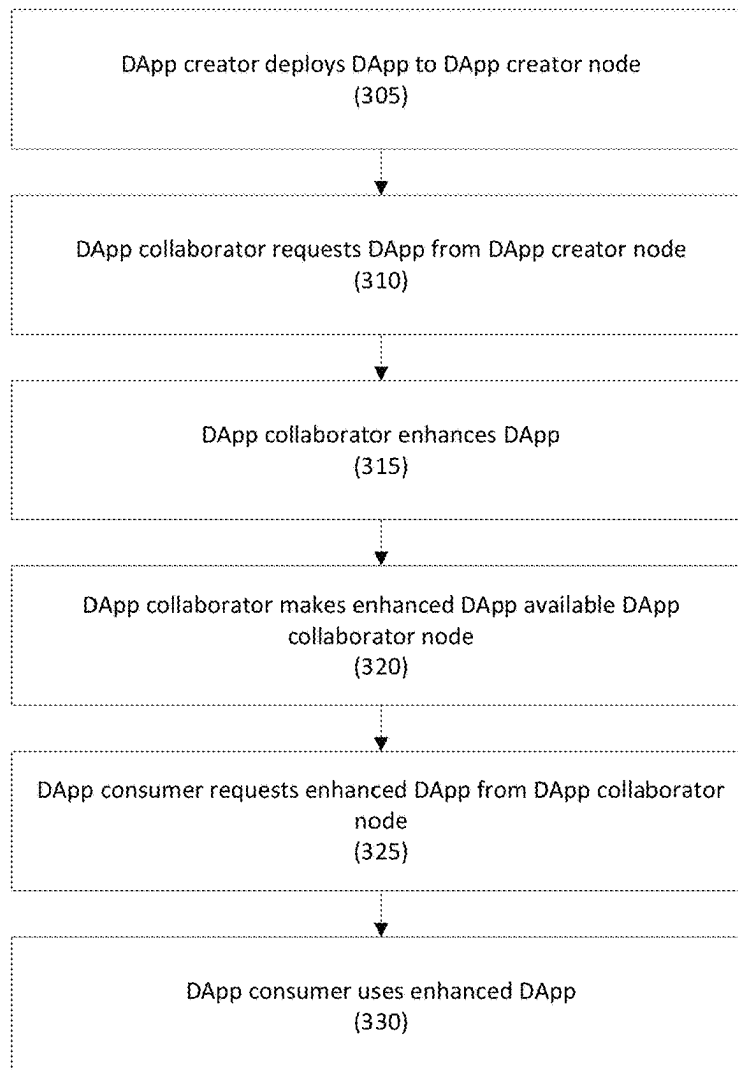 DApp creator deploys DApp to DApp creator node
(305)
DApp collaborator requests DApp from DApp creator node
(310)
DApp collaborator enhances DApp
(315)
DApp collaborator makes enhanced DApp available DApp
collaborator node
(320)
DApp consumer requests enhanced DApp from DApp collaborator
node
(325)
DApp consumer uses enhanced DApp
(330)